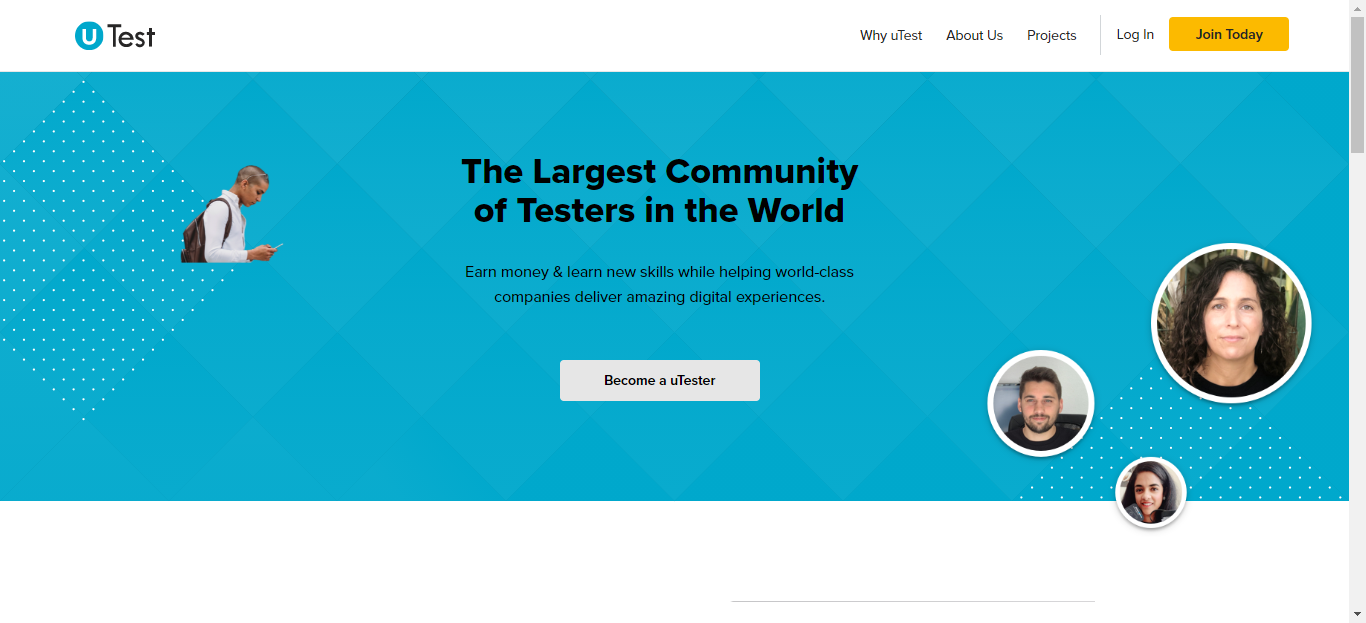 uTest
Why uTest
About Us
Projects
Log In
Join Today
The Largest Community
of Testers in the World
Earn money & learn new skills while helping world-class
companies deliver amazing digital experiences.
Become a uTester